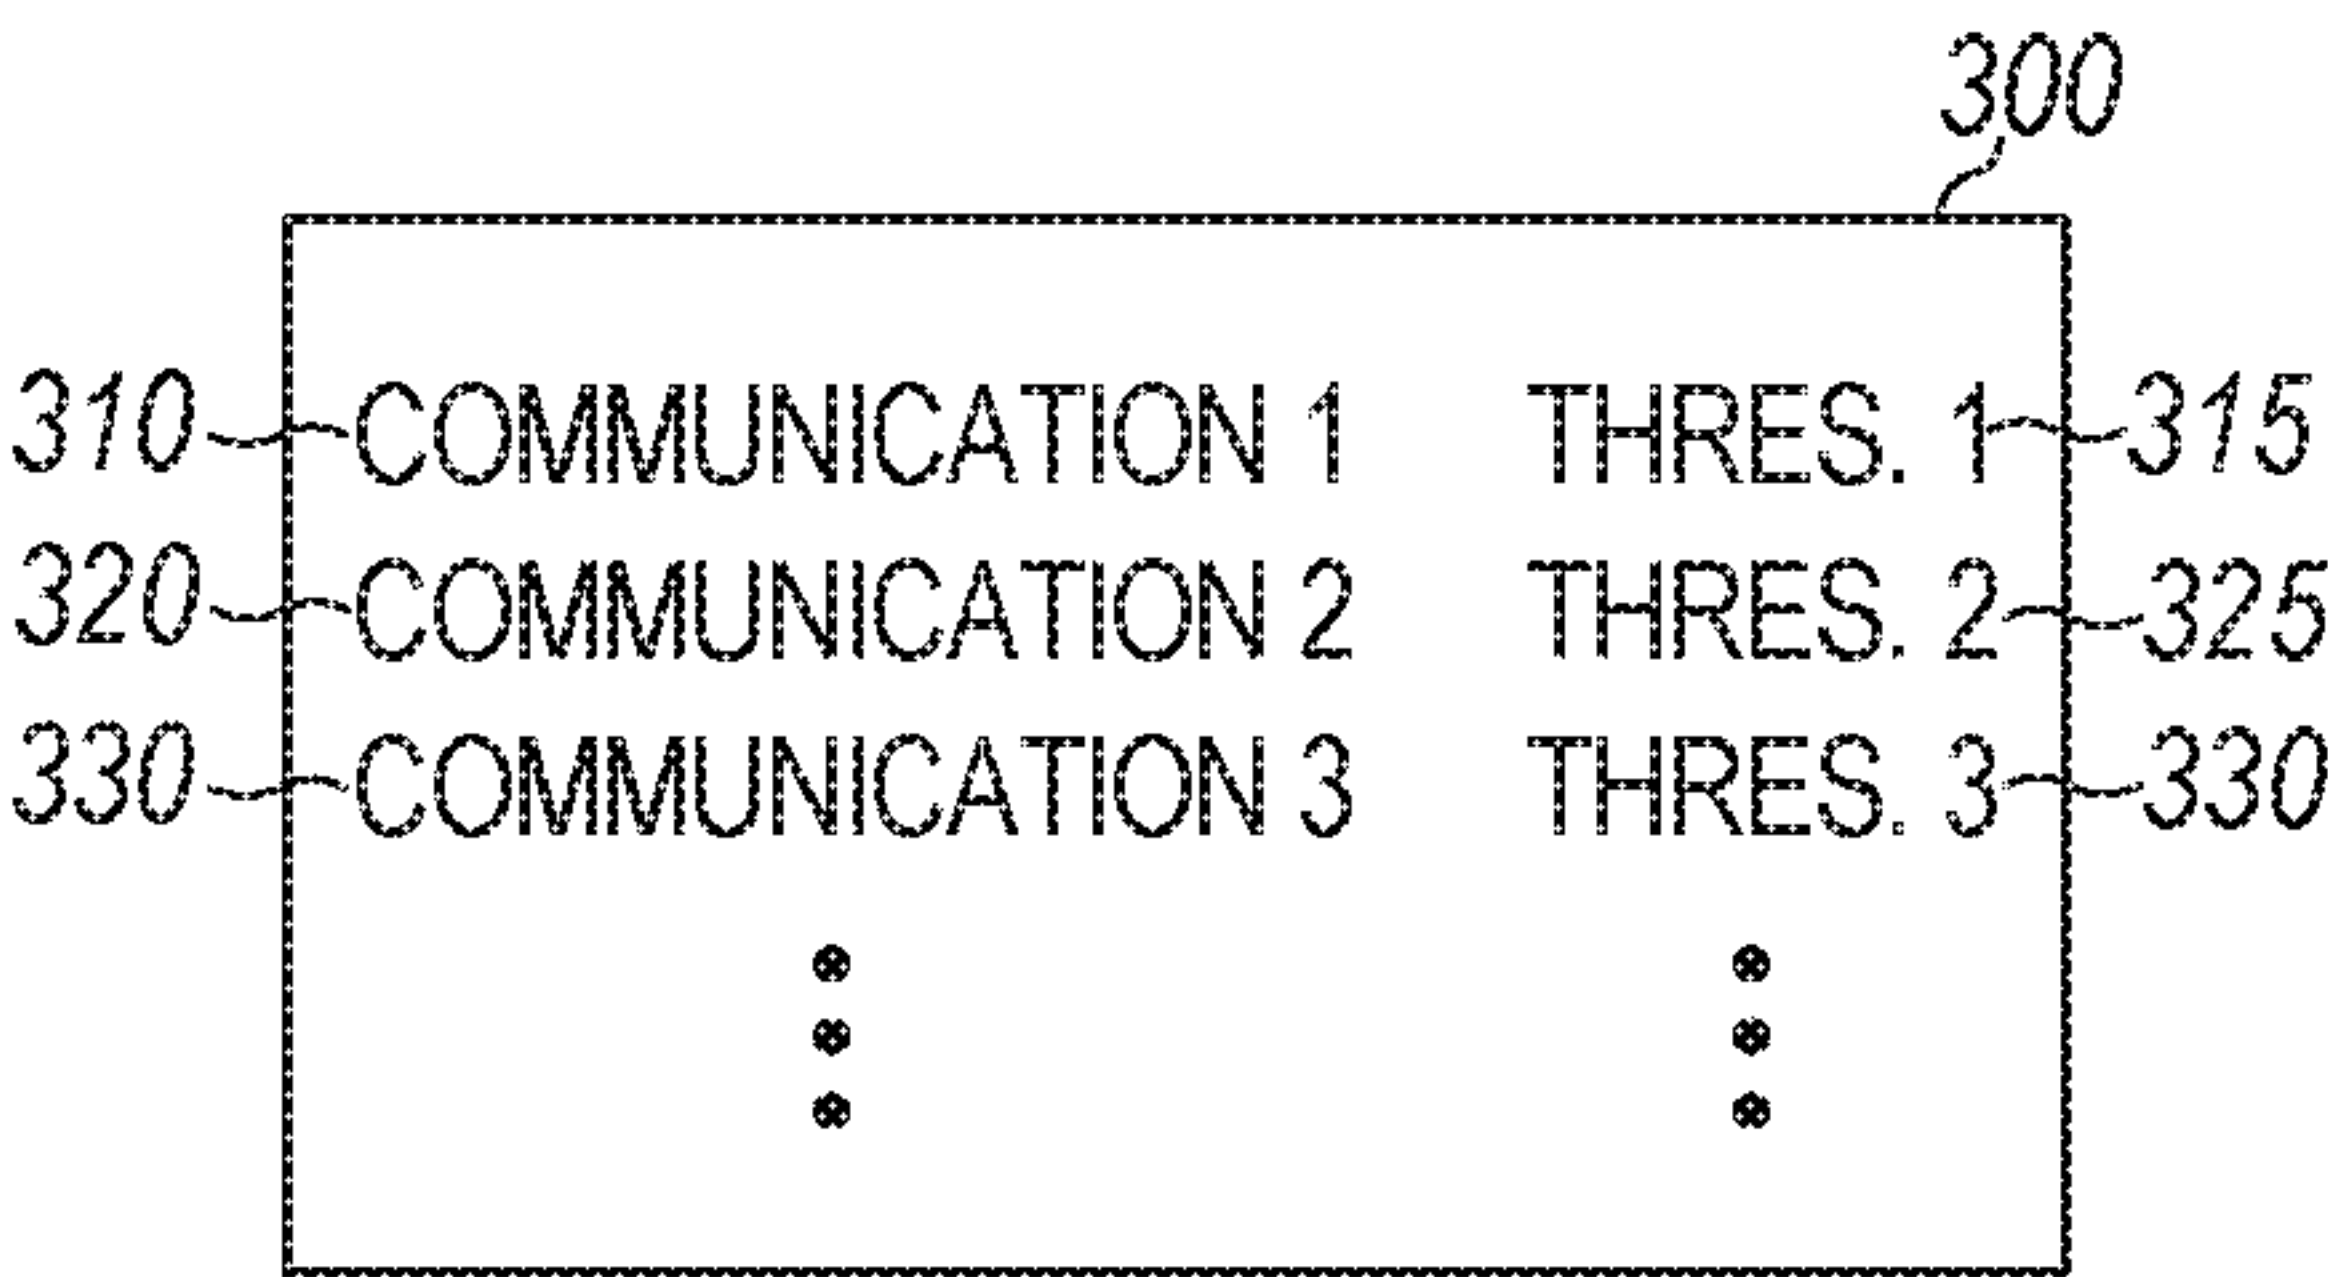 300
310 COMMUNICATION 1 THRES. 1 315
320 COMMUNICATION 2 THRES. 2 325
330 COMMUNICATION 3 THRES. 3 330